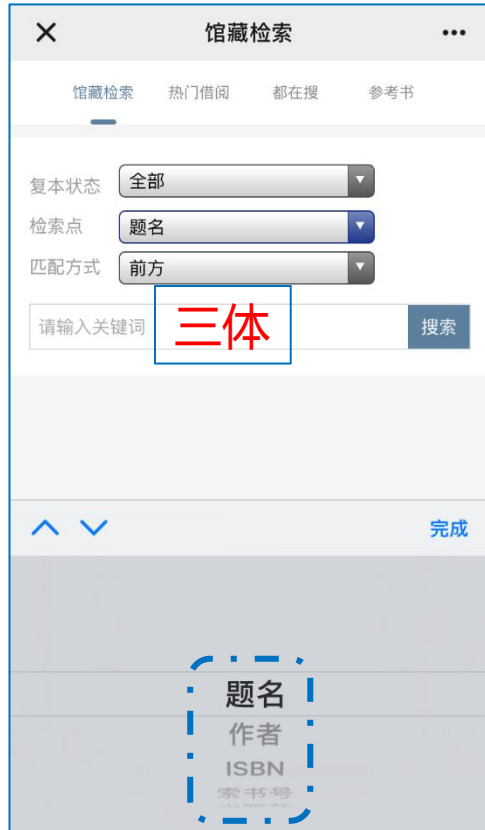 馆藏检索
馆藏检索 热门借阅 都在搜 参考书
复本状态 全部
检索点 题名
匹配方式 前方
请输入关键词 三体 搜索
完成
题名
作者
ISBN
索书号